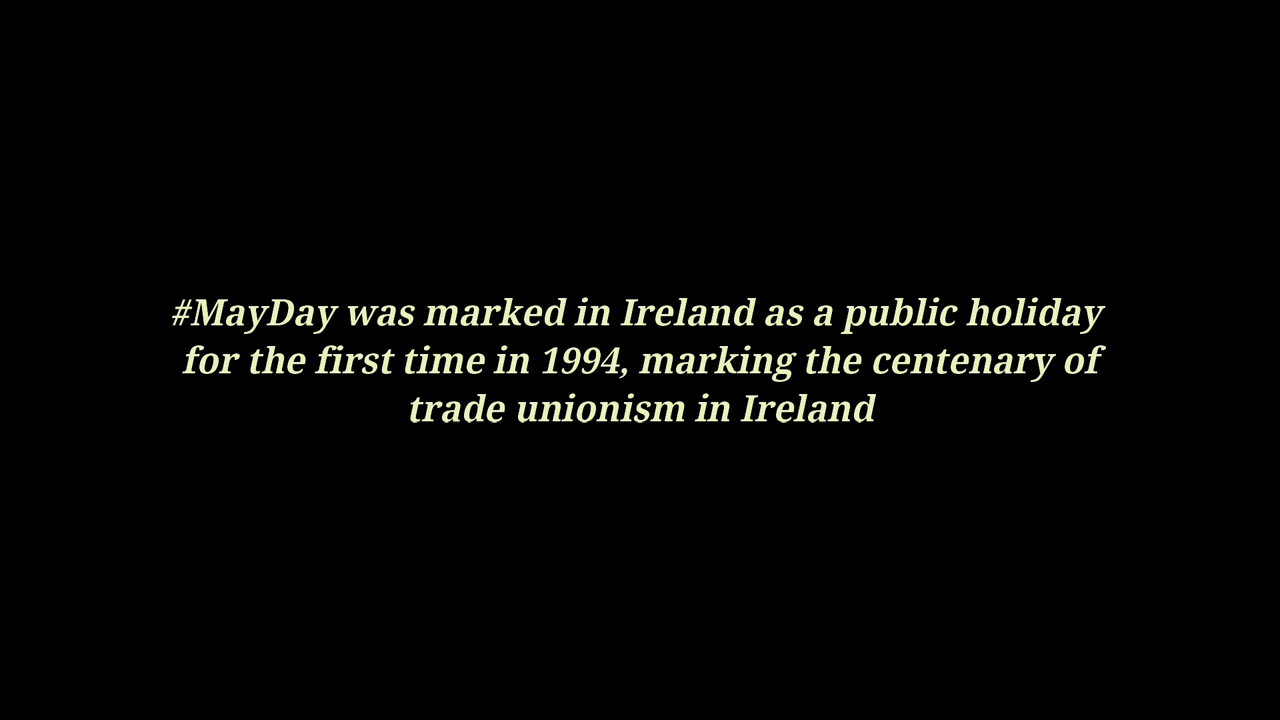 #MayDay was marked in Ireland as a public holiday
for the first time in 1994, marking the centenary of
trade unionism in Ireland